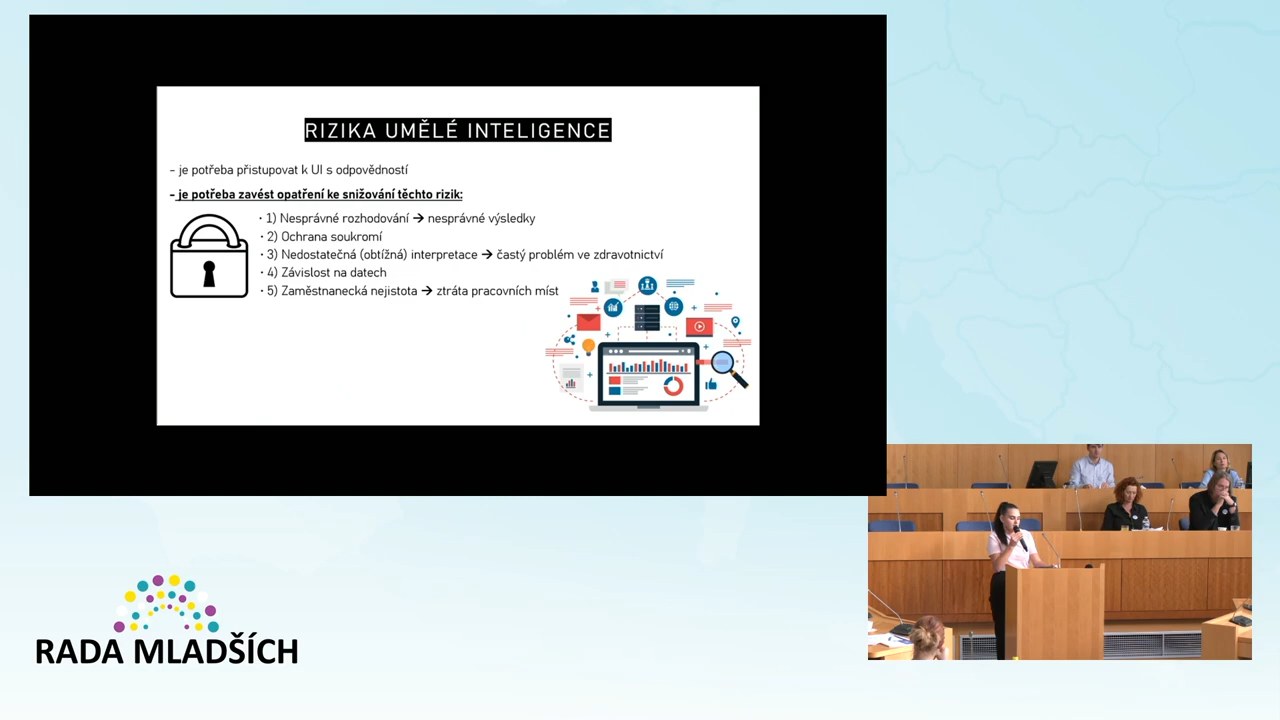 RIZIKA UMĚLÉ INTELIGENCE
- je potřeba přistupovat k UI s odpovědností
- je potřeba zavést opatření ke snižování těchto rizik:
• 1) Nesprávné rozhodování → nesprávné výsledky
• 2) Ochrana soukromí
• 3) Nedostatečná (obtížná) interpretace → častý problém ve zdravotnictví
• 4) Závislost na datech
• 5) Zaměstnanecká nejistota → ztráta pracovních míst
RADA MLADŠÍCH